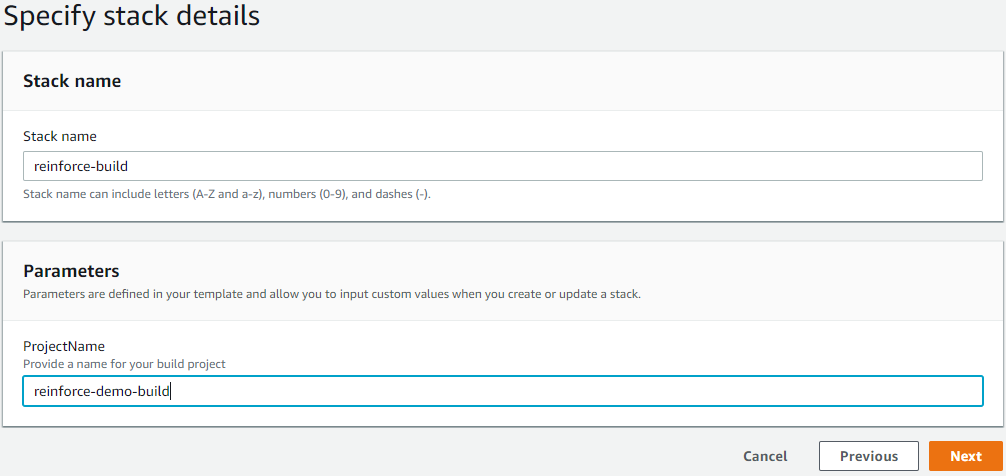 Specify stack details
Stack name
Stack name
reinforce-build
Stack name can include letters (A-Z and a-z), numbers (0-9), and dashes (-).
Parameters
Parameters are defined in your template and allow you to input custom values when you create or update a stack.
ProjectName
Provide a name for your build project
reinforce-demo-build
Cancel Previous Next